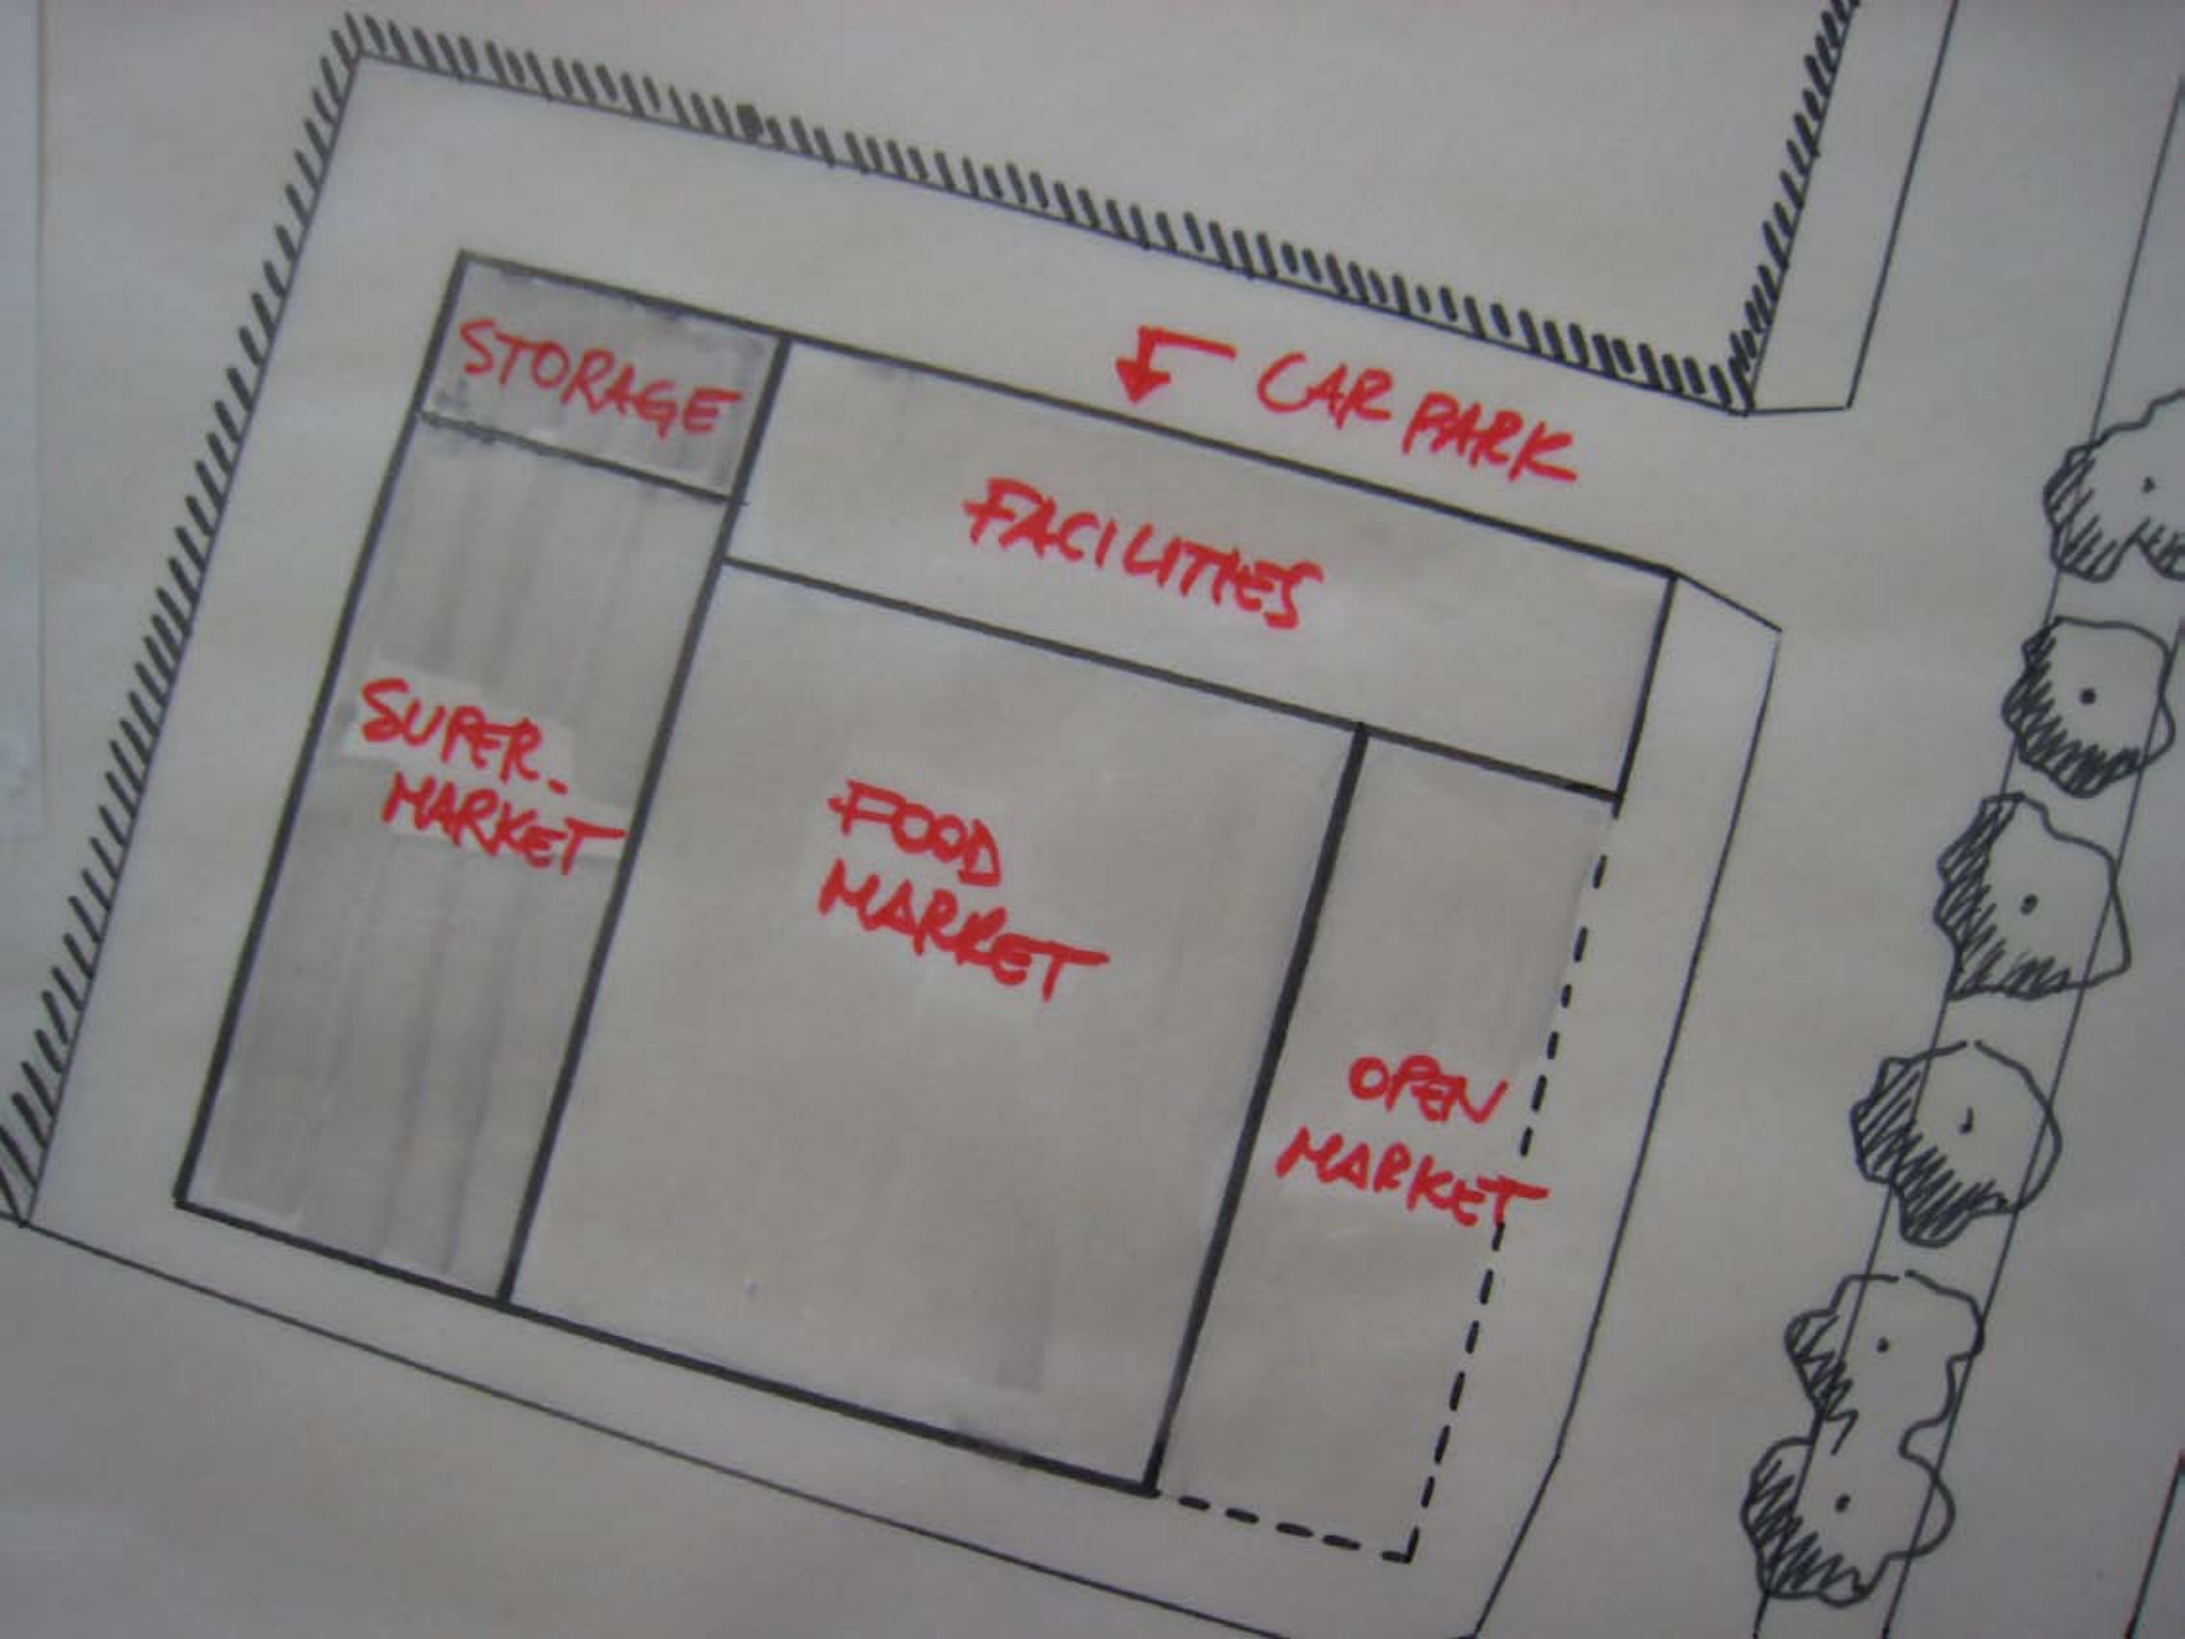 STORAGE
CAR PARK
FACILITIES
SUPER-
MARKET
FOOD
MARKET
OPEN
MARKET